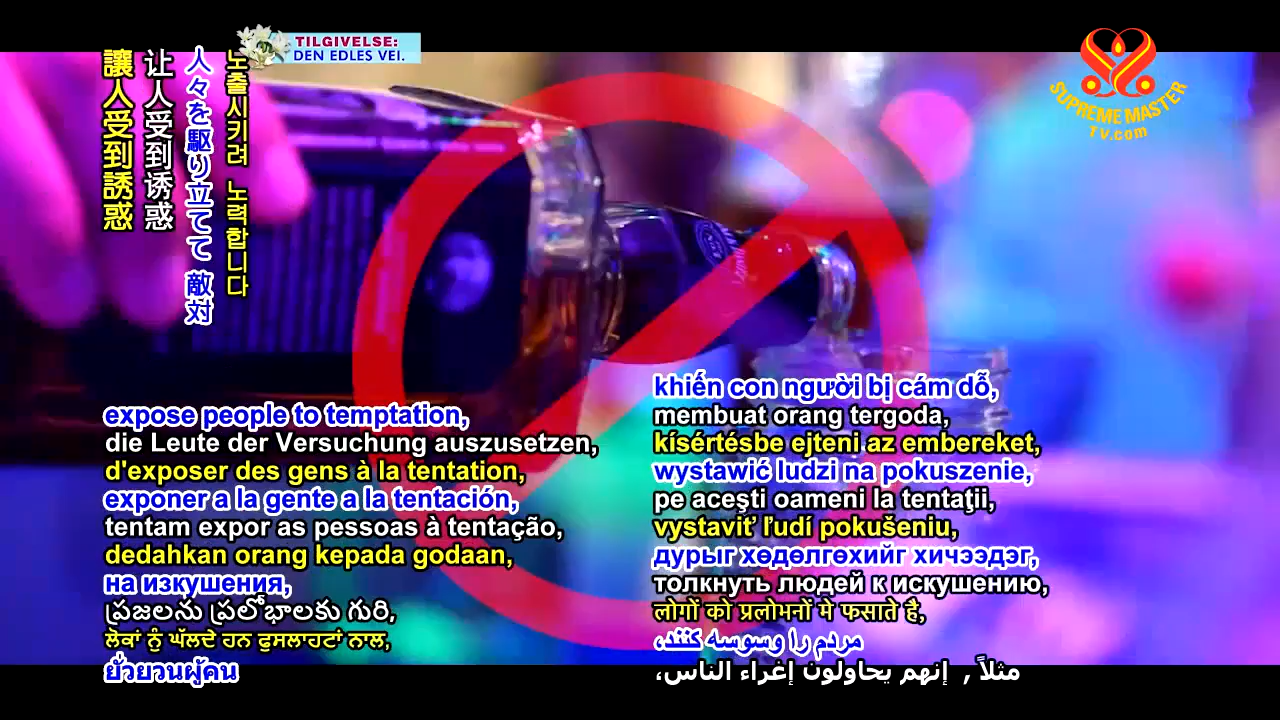 TILGIVELSE:
DEN EDLES VEI.
SUPREME MASTER
TV.com
노출시키려 노력합니다
人々を駆り立てて 敵対
让人受到诱惑
讓人受到誘惑
expose people to temptation,
die Leute der Versuchung auszusetzen,
d'exposer des gens à la tentation,
exponer a la gente a la tentación,
tentam expor as pessoas à tentação,
dedahkan orang kepada godaan,
на изкушения,
ప్రజలను ప్రలోభాలకు గురి,
ਲੋਕਾਂ ਨੂੰ ਘੱਲਦੇ ਹਨ ਫੁਸਲਾਹਟਾਂ ਨਾਲ,
ยั่วยวนผู้คน
khiến con người bị cám dỗ,
membuat orang tergoda,
kísértésbe ejteni az embereket,
wystawić ludzi na pokuszenie,
pe aceşti oameni la tentaţii,
vystaviť ľudí pokušeniu,
дурыг хөдөлгөхийг хичээдэг,
толкнуть людей к искушению,
लोगों को प्रलोभनों मे फसाते है,
مردم را وسوسه کنند،
مثلاً , إنهم يحاولون إغراء الناس،